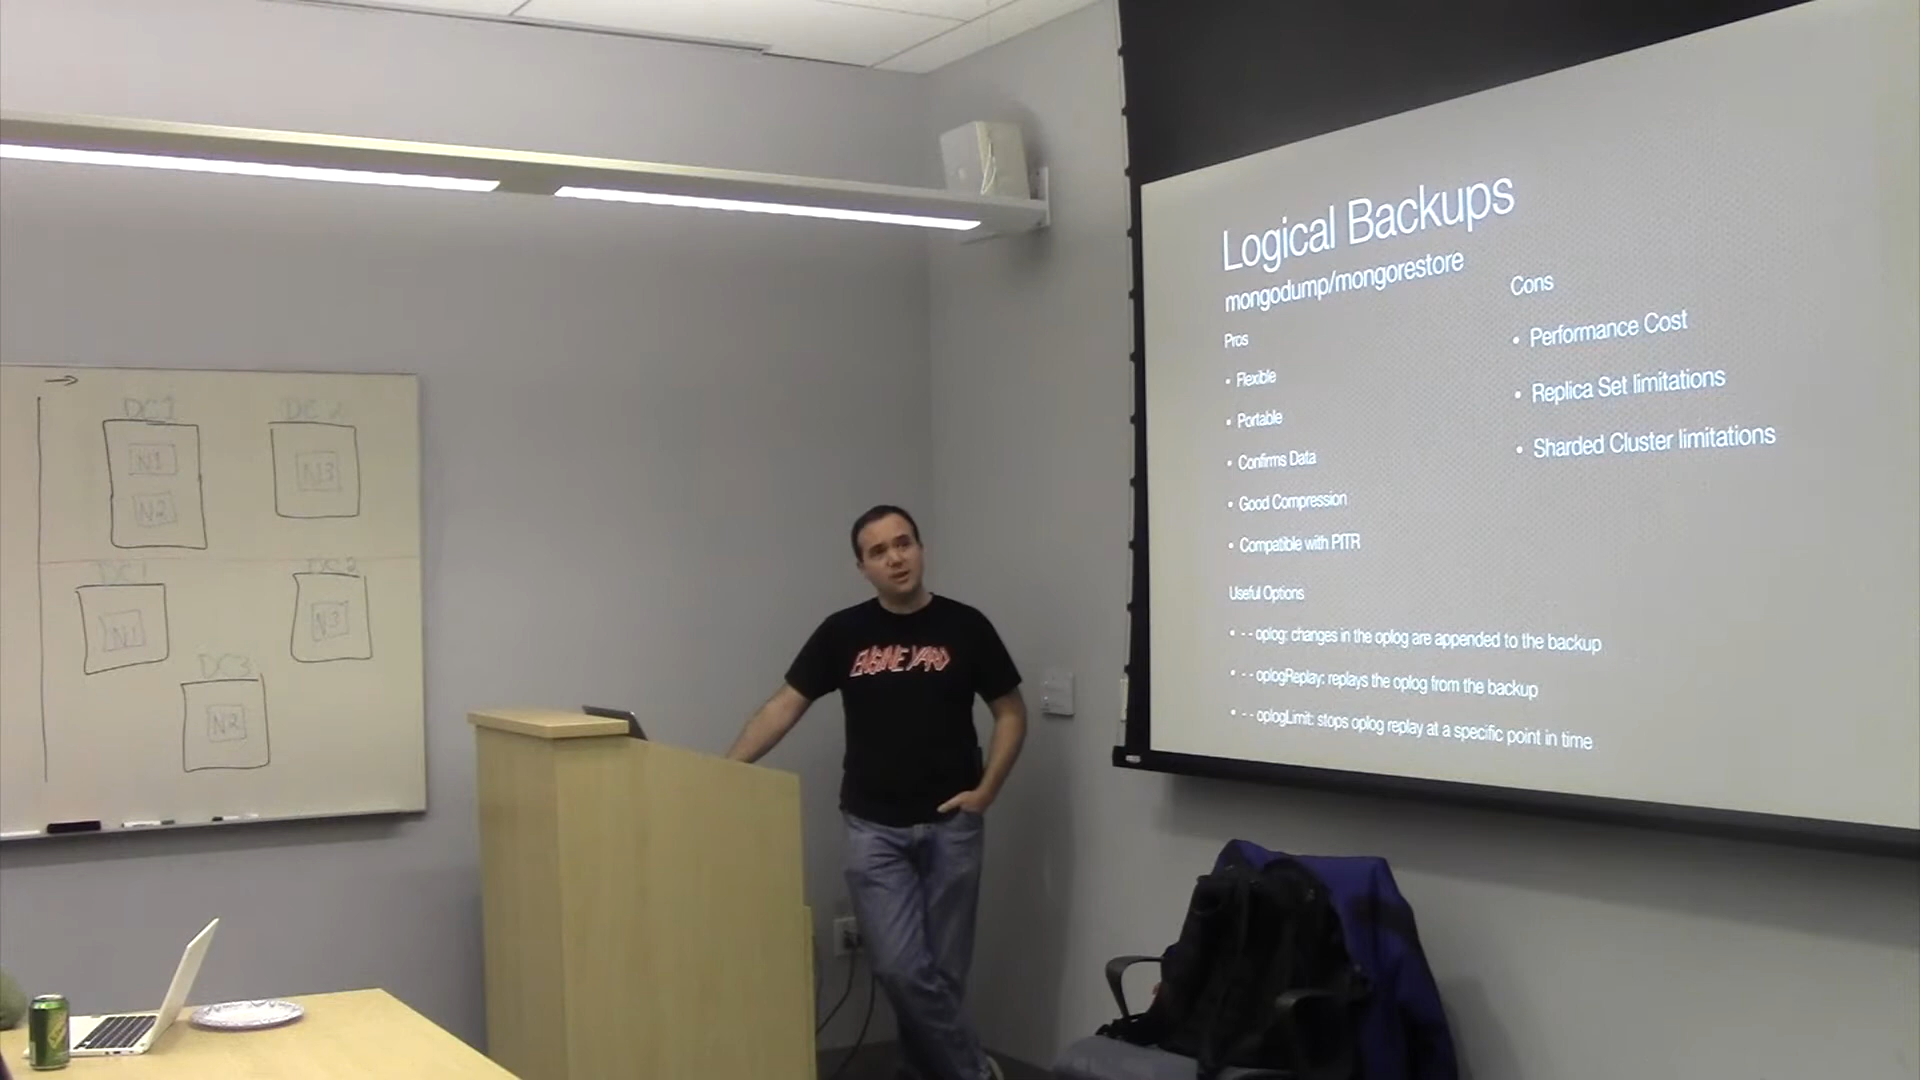 →
DC1
DC2
N1
N3
N2
DC1
DC2
N1
N3
DC3
N2
ENGINE YARD
Logical Backups
mongodump/mongorestore
Pros
• Flexible
• Portable
• Confirms Data
• Good Compression
• Compatible with PITR
Cons
• Performance Cost
• Replica Set limitations
• Sharded Cluster limitations
Useful Options
• - - oplog: changes in the oplog are appended to the backup
• - - oplogReplay: replays the oplog from the backup
• - - oplogLimit: stops oplog replay at a specific point in time